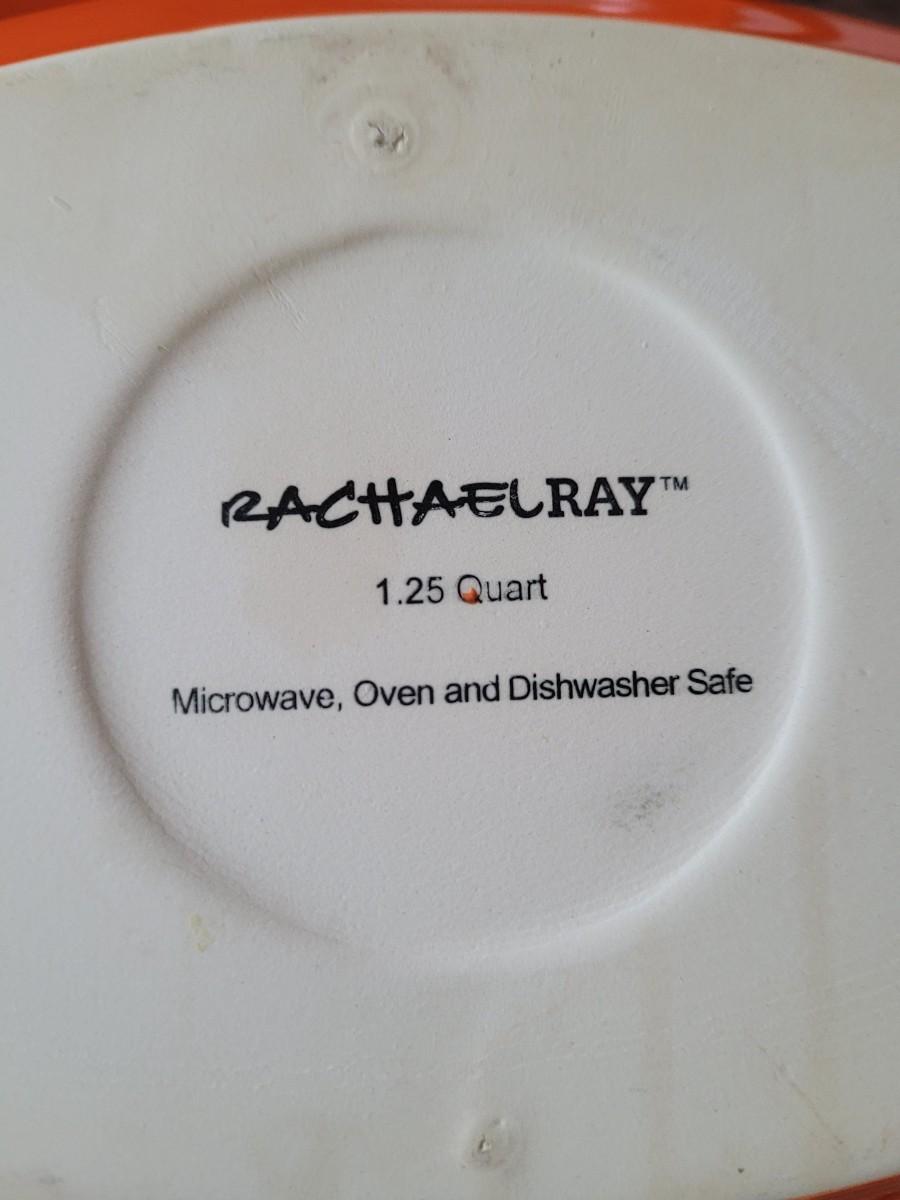 RACHAELRAY™
1.25 Quart
Microwave, Oven and Dishwasher Safe